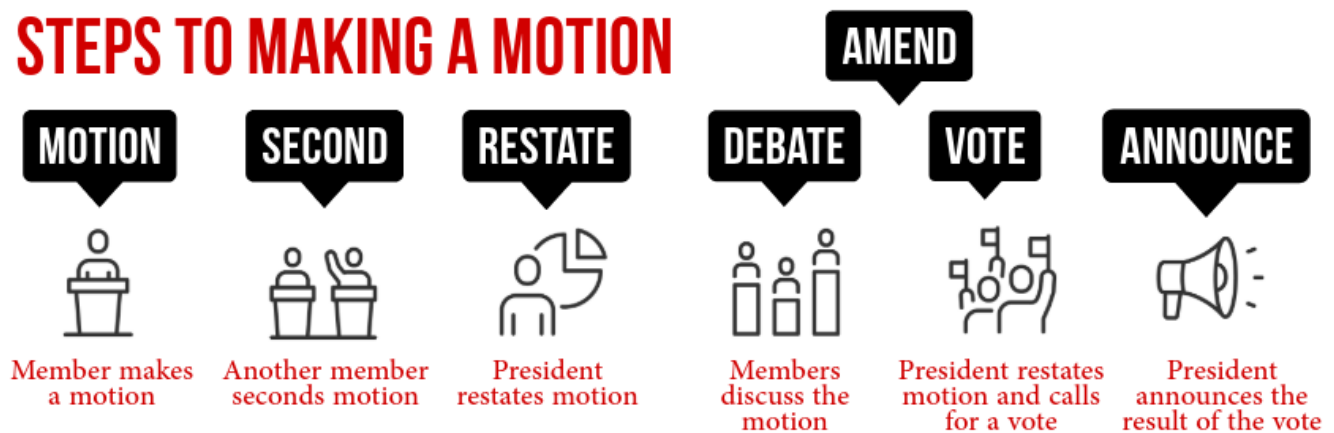 STEPS TO MAKING A MOTION
AMEND
MOTION
SECOND
RESTATE
DEBATE
VOTE
ANNOUNCE
Member makes
a motion
Another member
seconds motion
President
restates motion
Members
discuss the
motion
President restates
motion and calls
for a vote
President
announces the
result of the vote